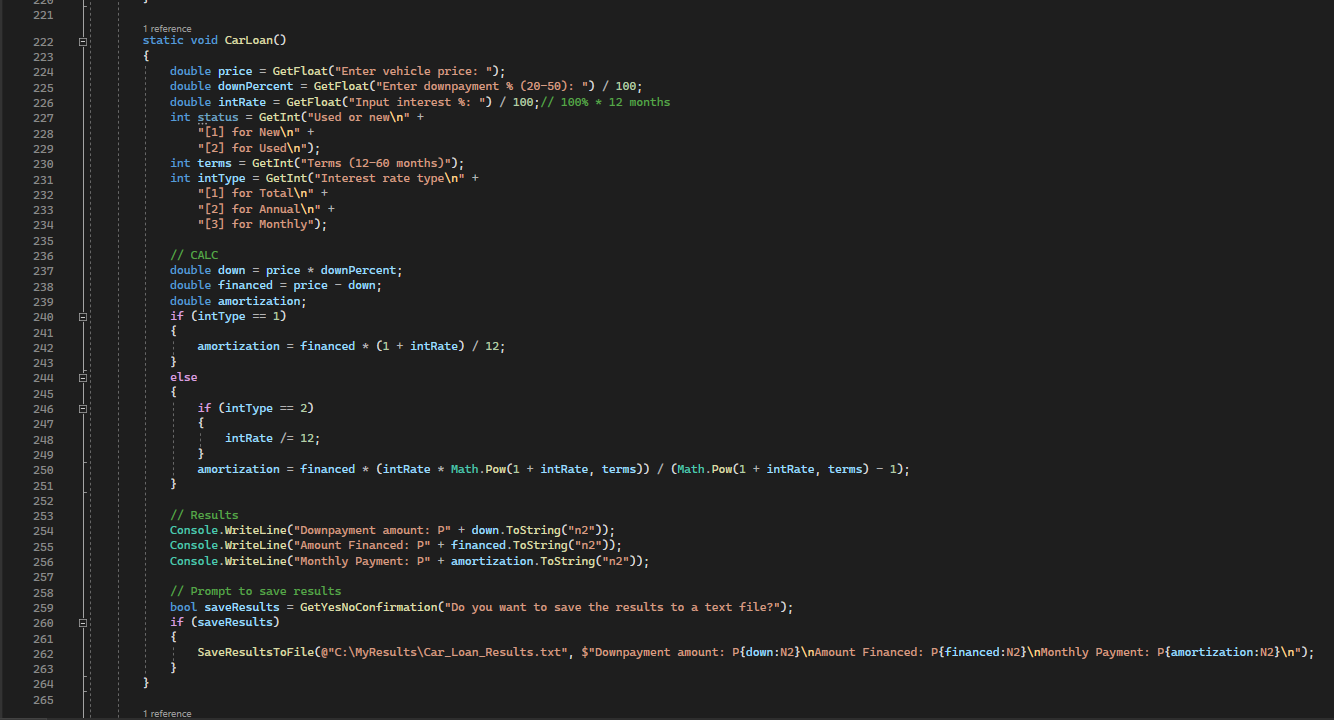 220 }
221
1 reference
222 static void CarLoan()
223 {
224 double price = GetFloat("Enter vehicle price: ");
225 double downPercent = GetFloat("Enter downpayment % (20-50): ") / 100;
226 double intRate = GetFloat("Input interest %: ") / 100;// 100% * 12 months
227 int status = GetInt("Used or new\n" +
228 "[1] for New\n" +
229 "[2] for Used\n");
230 int terms = GetInt("Terms (12-60 months)");
231 int intType = GetInt("Interest rate type\n" +
232 "[1] for Total\n" +
233 "[2] for Annual\n" +
234 "[3] for Monthly");
235
236 // CALC
237 double down = price * downPercent;
238 double financed = price - down;
239 double amortization;
240 if (intType == 1)
241 {
242 amortization = financed * (1 + intRate) / 12;
243 }
244 else
245 {
246 if (intType == 2)
247 {
248 intRate /= 12;
249 }
250 amortization = financed * (intRate * Math.Pow(1 + intRate, terms)) / (Math.Pow(1 + intRate, terms) - 1);
251 }
252
253 // Results
254 Console.WriteLine("Downpayment amount: P" + down.ToString("n2"));
255 Console.WriteLine("Amount Financed: P" + financed.ToString("n2"));
256 Console.WriteLine("Monthly Payment: P" + amortization.ToString("n2"));
257
258 // Prompt to save results
259 bool saveResults = GetYesNoConfirmation("Do you want to save the results to a text file?");
260 if (saveResults)
261 {
262 SaveResultsToFile(@"C:\MyResults\Car_Loan_Results.txt", $"Downpayment amount: P{down:N2}\nAmount Financed: P{financed:N2}\nMonthly Payment: P{amortization:N2}\n");
263 }
264 }
265
1 reference